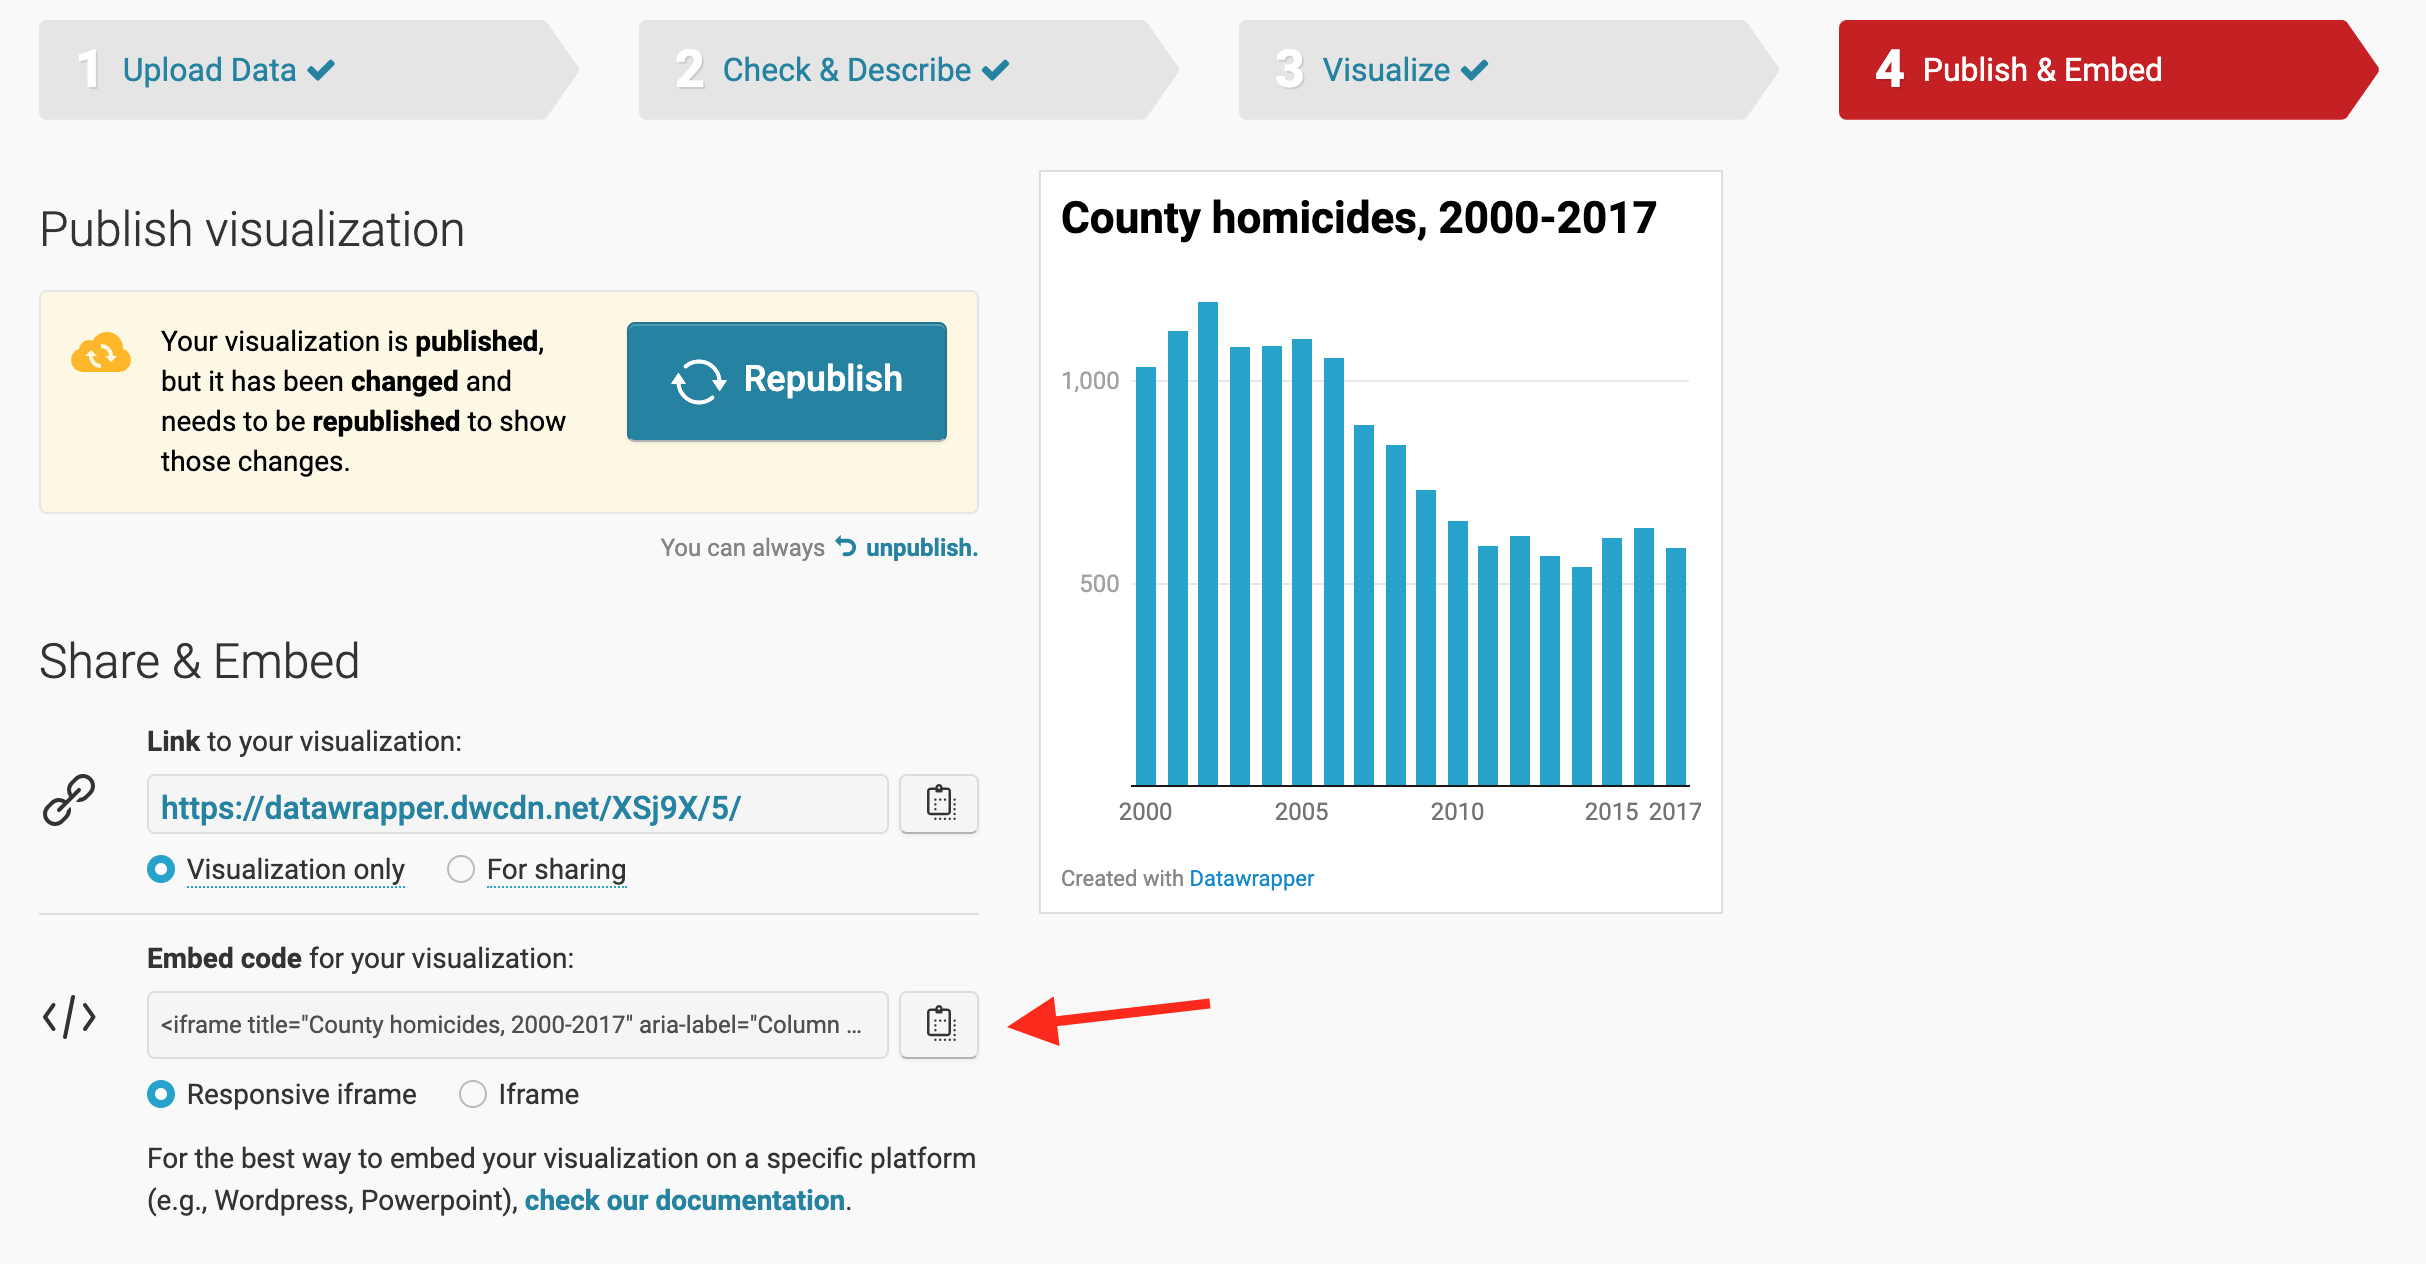 1 Upload Data
2 Check & Describe
3 Visualize
4 Publish & Embed
Publish visualization
Your visualization is published,
but it has been changed and
needs to be republished to show
those changes.
Republish
You can always unpublish.
Share & Embed
Link to your visualization:
https://datawrapper.dwcdn.net/XSj9X/5/
Visualization only
For sharing
Embed code for your visualization:
<iframe title="County homicides, 2000-2017" aria-label="Column ...
Responsive iframe
Iframe
For the best way to embed your visualization on a specific platform
(e.g., Wordpress, Powerpoint), check our documentation.
County homicides, 2000-2017
1,000
500
2000 2005 2010 2015 2017
Created with Datawrapper